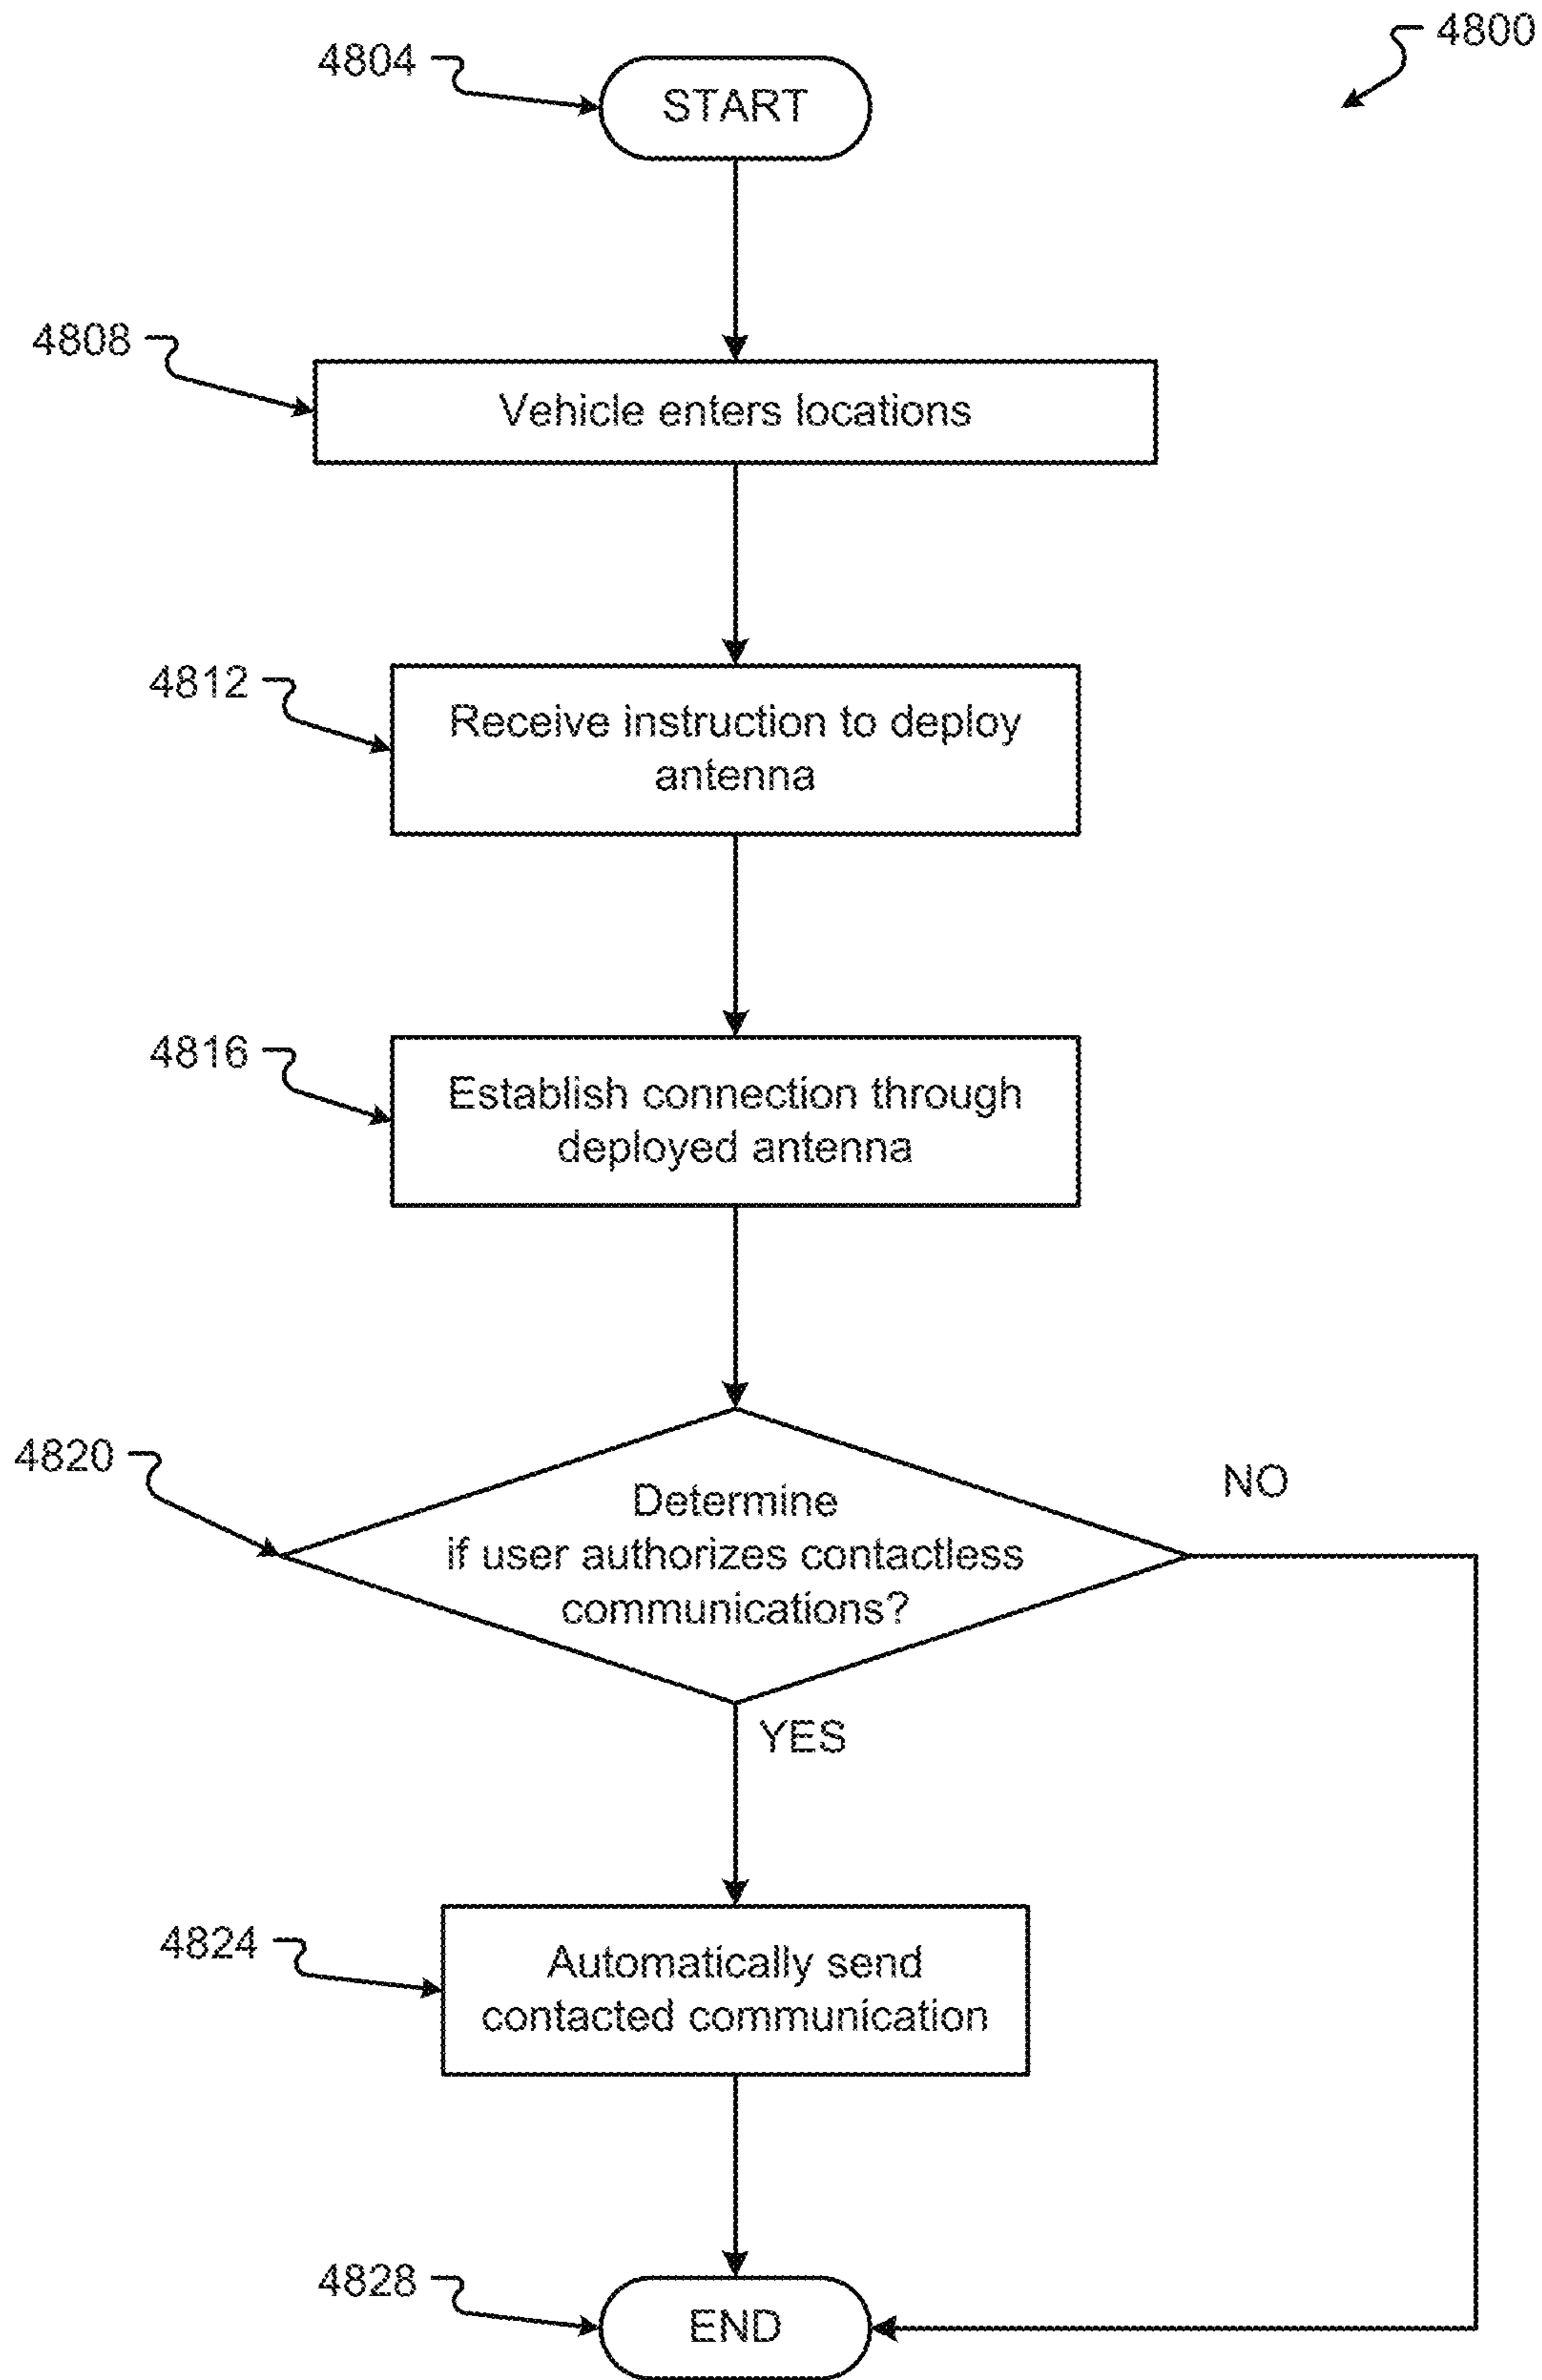 4800
4804
START
4808
Vehicle enters locations
4812
Receive instruction to deploy
antenna
4816
Establish connection through
deployed antenna
4820
Determine
if user authorizes contactless
communications?
NO
YES
4824
Automatically send
contacted communication
4828
END